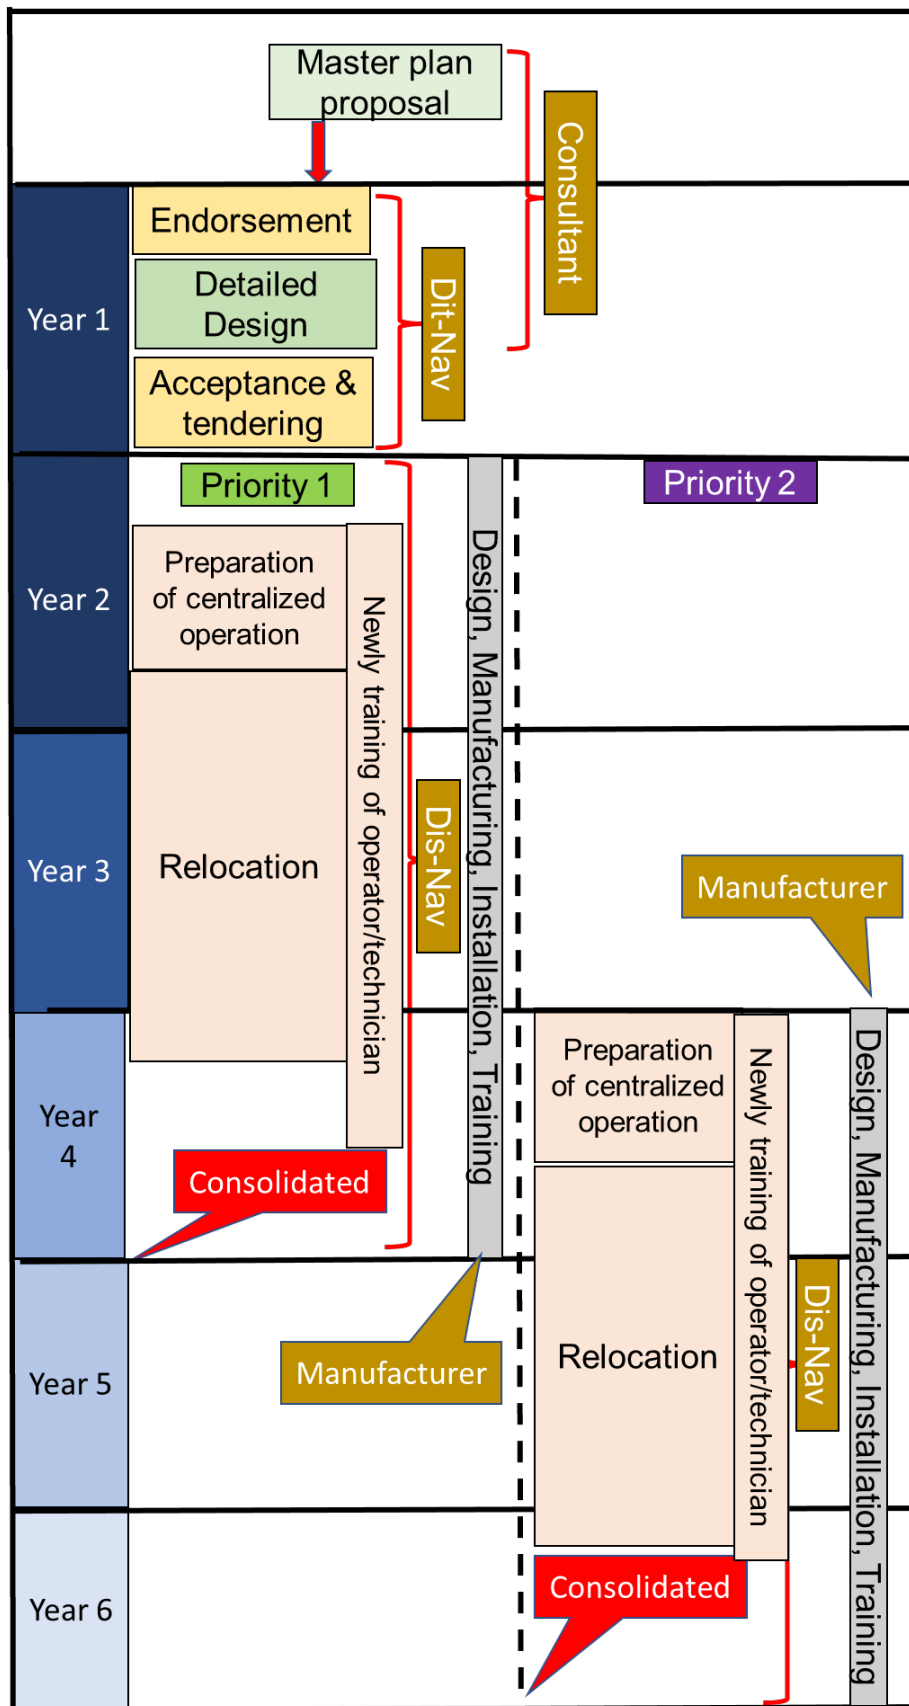 Master plan
proposal
Consultant
Year 1
Endorsement
Detailed
Design
Acceptance &
tendering
Dit-Nav
Year 2
Priority 1
Priority 2
Preparation
of centralized
operation
Newly training of operator/technician
Design, Manufacturing, Installation, Training
Year 3
Relocation
Dis-Nav
Manufacturer
Year
4
Consolidated
Preparation
of centralized
operation
Newly training of operator/technician
Design, Manufacturing, Installation, Training
Year 5
Manufacturer
Relocation
Dis-Nav
Year 6
Consolidated